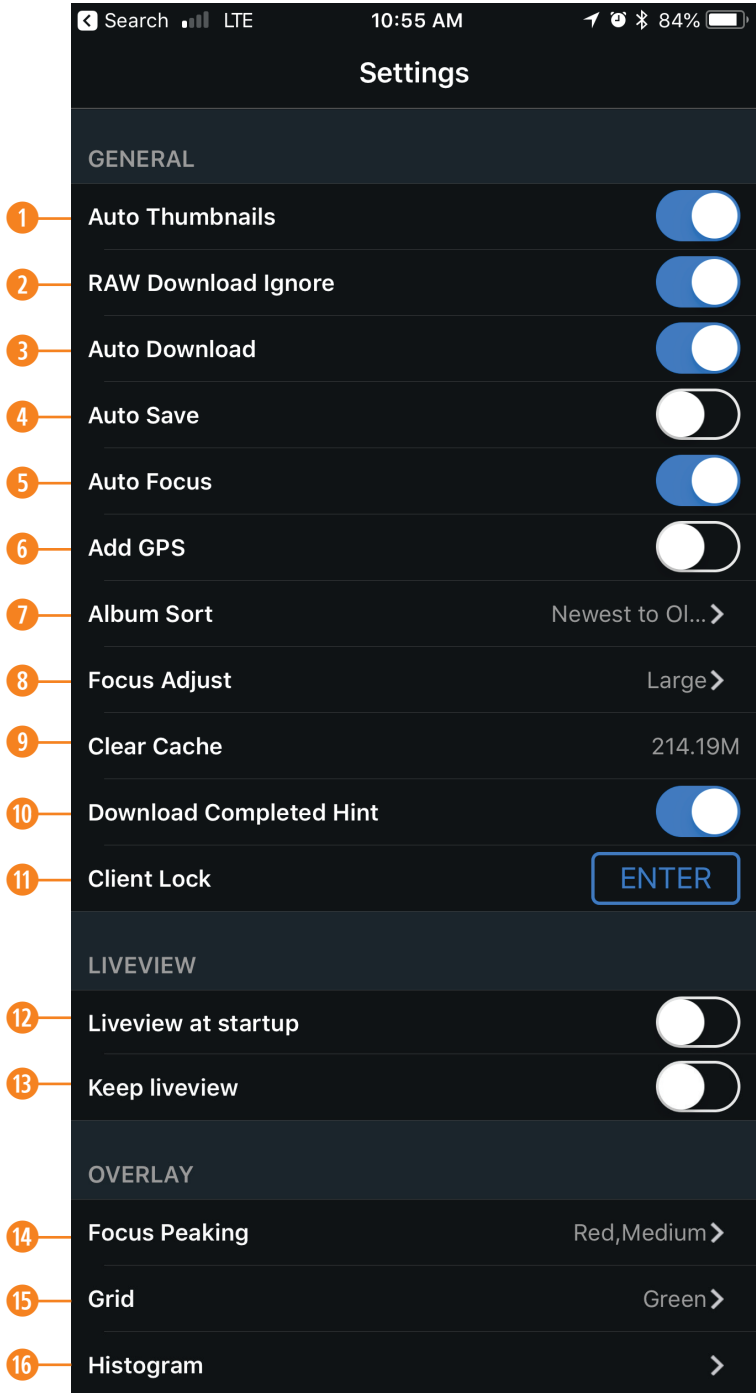 Search LTE 10:55 AM 84%
Settings
GENERAL
1 Auto Thumbnails
2 RAW Download Ignore
3 Auto Download
4 Auto Save
5 Auto Focus
6 Add GPS
7 Album Sort Newest to Ol...
8 Focus Adjust Large
9 Clear Cache 214.19M
10 Download Completed Hint
11 Client Lock ENTER
LIVEVIEW
12 Liveview at startup
13 Keep liveview
OVERLAY
14 Focus Peaking Red,Medium
15 Grid Green
16 Histogram